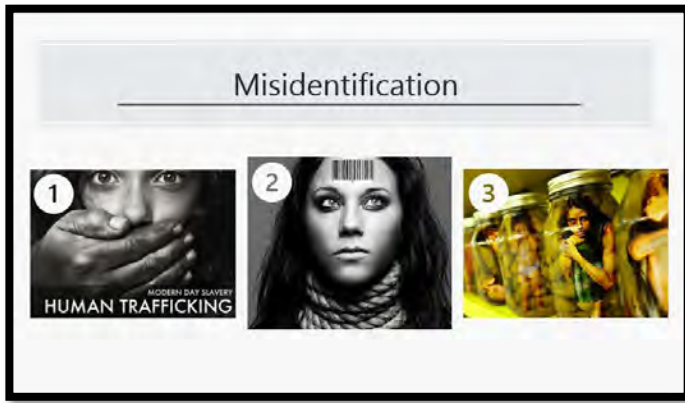 Misidentification
1
2
3
MODERN DAY SLAVERY
HUMAN TRAFFICKING